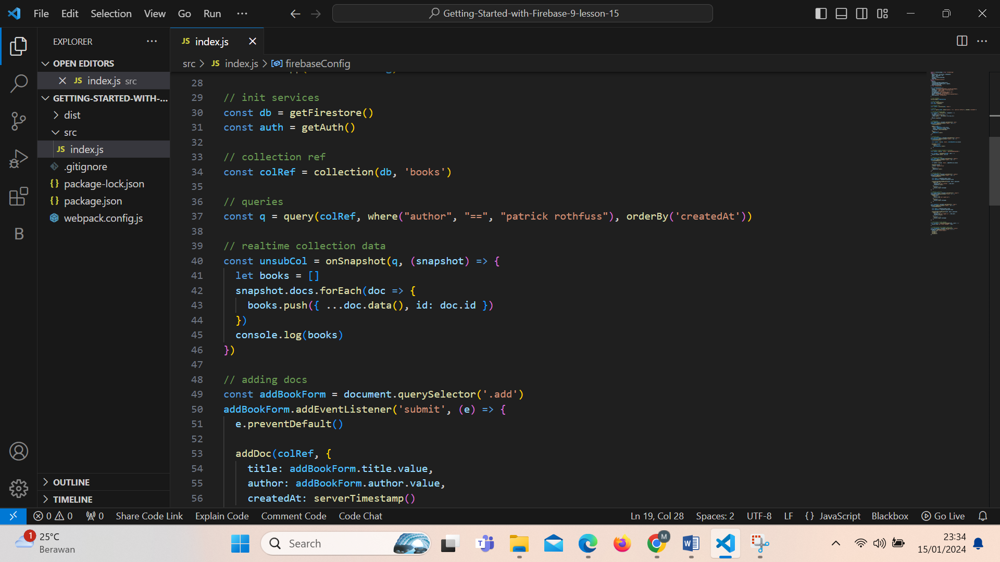 File Edit Selection View Go Run ···
Getting-Started-with-Firebase-9-lesson-15
EXPLORER
OPEN EDITORS
JS index.js src
GETTING-STARTED-WITH-...
dist
src
JS index.js
.gitignore
{} package-lock.json
{} package.json
webpack.config.js
B
OUTLINE
TIMELINE
JS index.js
src > JS index.js > firebaseConfig
28
29 // init services
30 const db = getFirestore()
31 const auth = getAuth()
32
33 // collection ref
34 const colRef = collection(db, 'books')
35
36 // queries
37 const q = query(colRef, where("author", "==", "patrick rothfuss"), orderBy('createdAt'))
38
39 // realtime collection data
40 const unsubCol = onSnapshot(q, (snapshot) => {
41 let books = []
42 snapshot.docs.forEach(doc => {
43 books.push({ ...doc.data(), id: doc.id })
44 })
45 console.log(books)
46 })
47
48 // adding docs
49 const addBookForm = document.querySelector('.add')
50 addBookForm.addEventListener('submit', (e) => {
51 e.preventDefault()
52
53 addDoc(colRef, {
54 title: addBookForm.title.value,
55 author: addBookForm.author.value,
56 createdAt: serverTimestamp()
0 0 0 Share Code Link Explain Code Comment Code Code Chat Ln 19, Col 28 Spaces: 2 UTF-8 LF {} JavaScript Blackbox Go Live
1 25°C
Berawan
Search
T
M
W
23:34
15/01/2024